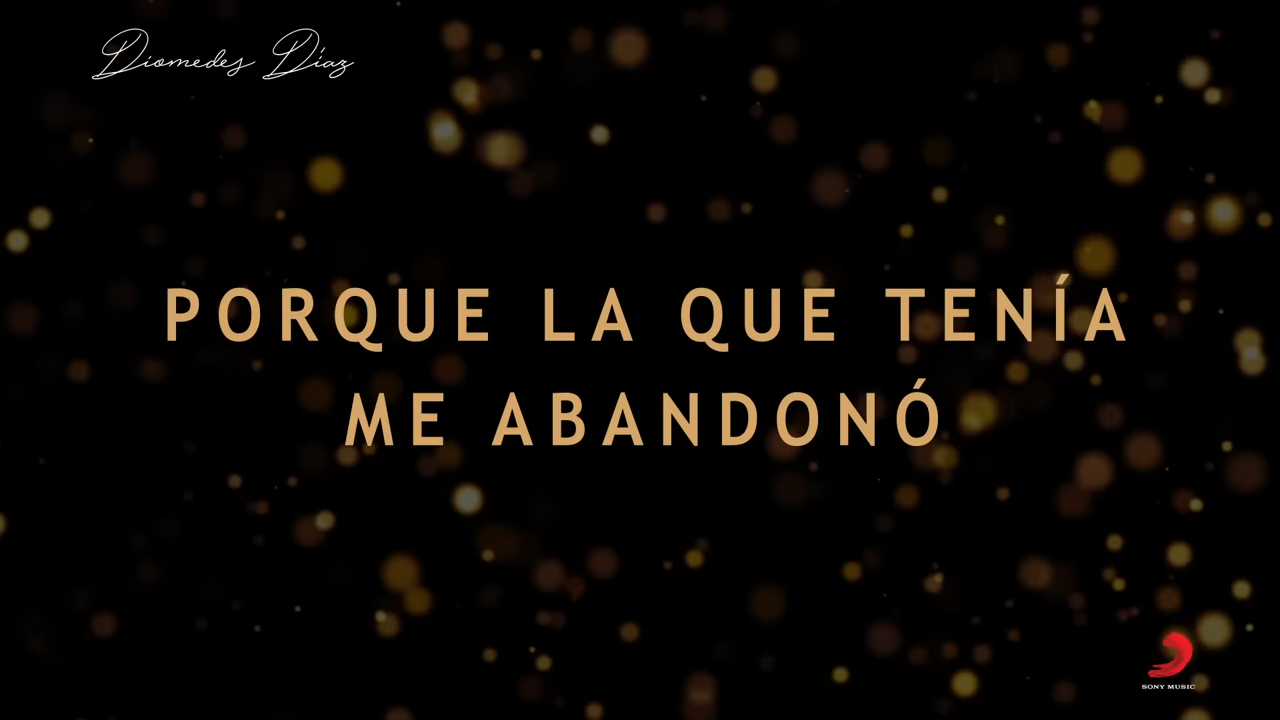 Diomedes Díaz
PORQUE LA QUE TENÍA
ME ABANDONÓ
SONY MUSIC